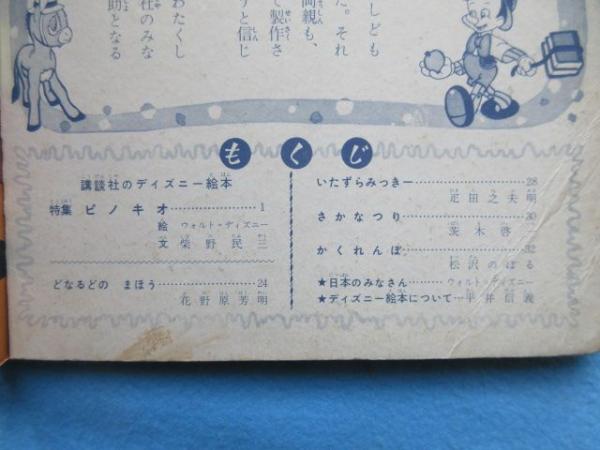 しども
た。それ
両親も、
て製作さ
ナと信じ
わたくし
社のみな
助となる
もくじ
講談社のディズニー絵本
特集 ピノキオ……1
絵 ウォルト・ディズニー
文 柴野民三
どなるどの まほう……24
花野原芳明
いたずらみっきー……28
疋田之夫明
さかなつり……30
茨木啓一
かくれんぼ……32
松沢のぼる
★日本のみなさん……ウォルト・ディズニー
★ディズニー絵本について…平井信義